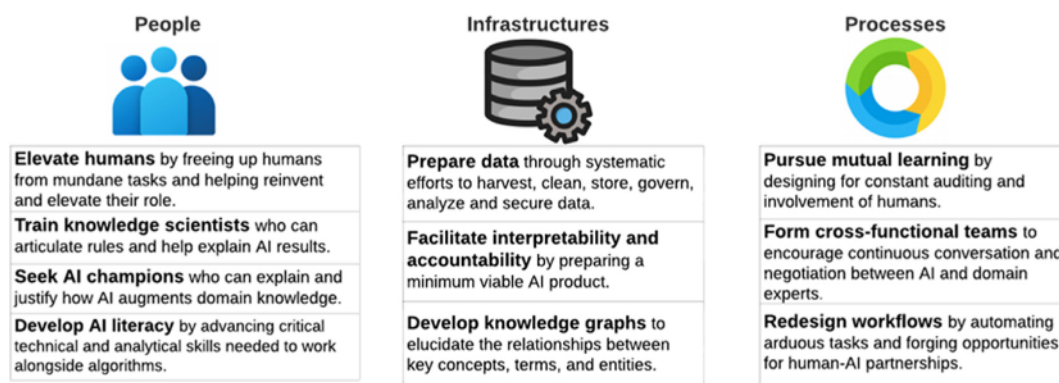 People
Elevate humans by freeing up humans
from mundane tasks and helping reinvent
and elevate their role.
Train knowledge scientists who can
articulate rules and help explain AI results.
Seek AI champions who can explain and
justify how AI augments domain knowledge.
Develop AI literacy by advancing critical
technical and analytical skills needed to work
alongside algorithms.
Infrastructures
Prepare data through systematic
efforts to harvest, clean, store, govern,
analyze and secure data.
Facilitate interpretability and
accountability by preparing a
minimum viable AI product.
Develop knowledge graphs to
elucidate the relationships between
key concepts, terms, and entities.
Processes
Pursue mutual learning by
designing for constant auditing and
involvement of humans.
Form cross-functional teams to
encourage continuous conversation and
negotiation between AI and domain
experts.
Redesign workflows by automating
arduous tasks and forging opportunities
for human-AI partnerships.